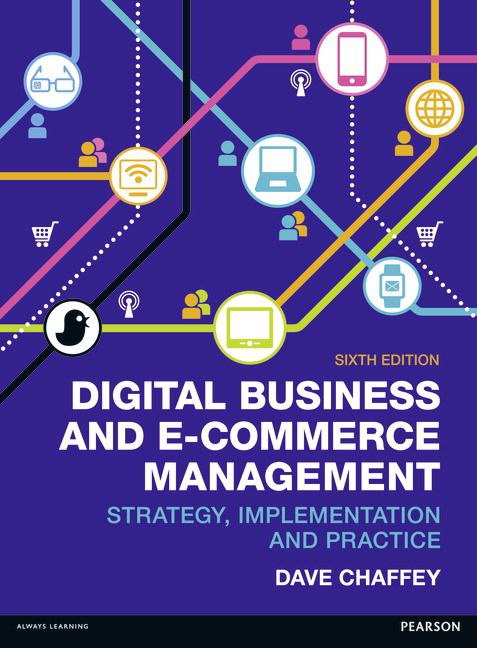 SIXTH EDITION
DIGITAL BUSINESS
AND E-COMMERCE
MANAGEMENT
STRATEGY, IMPLEMENTATION
AND PRACTICE
DAVE CHAFFEY
ALWAYS LEARNING
PEARSON